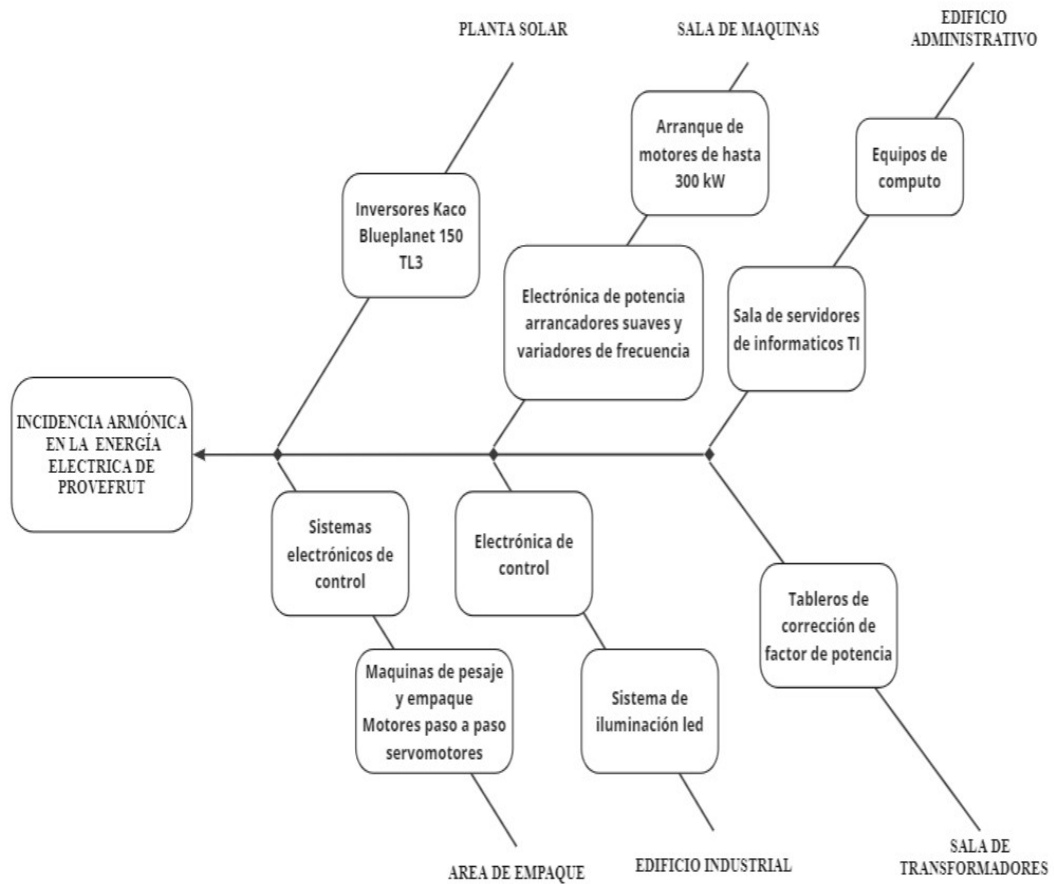 PLANTA SOLAR
SALA DE MAQUINAS
EDIFICIO
ADMINISTRATIVO
Arranque de
motores de hasta
300 kW
Equipos de
computo
Inversores Kaco
Blueplanet 150
TL3
Electrónica de potencia
arrancadores suaves y
variadores de frecuencia
Sala de servidores
de informaticos TI
INCIDENCIA ARMÓNICA
EN LA ENERGÍA
ELECTRICA DE
PROVEFRUT
Sistemas
electrónicos de
control
Electrónica de
control
Tableros de
corrección de
factor de potencia
Maquinas de pesaje
y empaque
Motores paso a paso
servomotores
Sistema de
iluminación led
AREA DE EMPAQUE
EDIFICIO INDUSTRIAL
SALA DE
TRANSFORMADORES